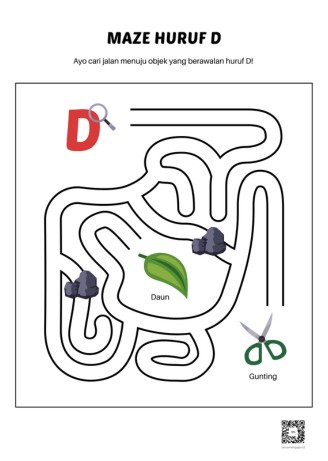 MAZE HURUF D
Ayo cari jalan menuju objek yang berawalan huruf D!
D
Daun
Gunting